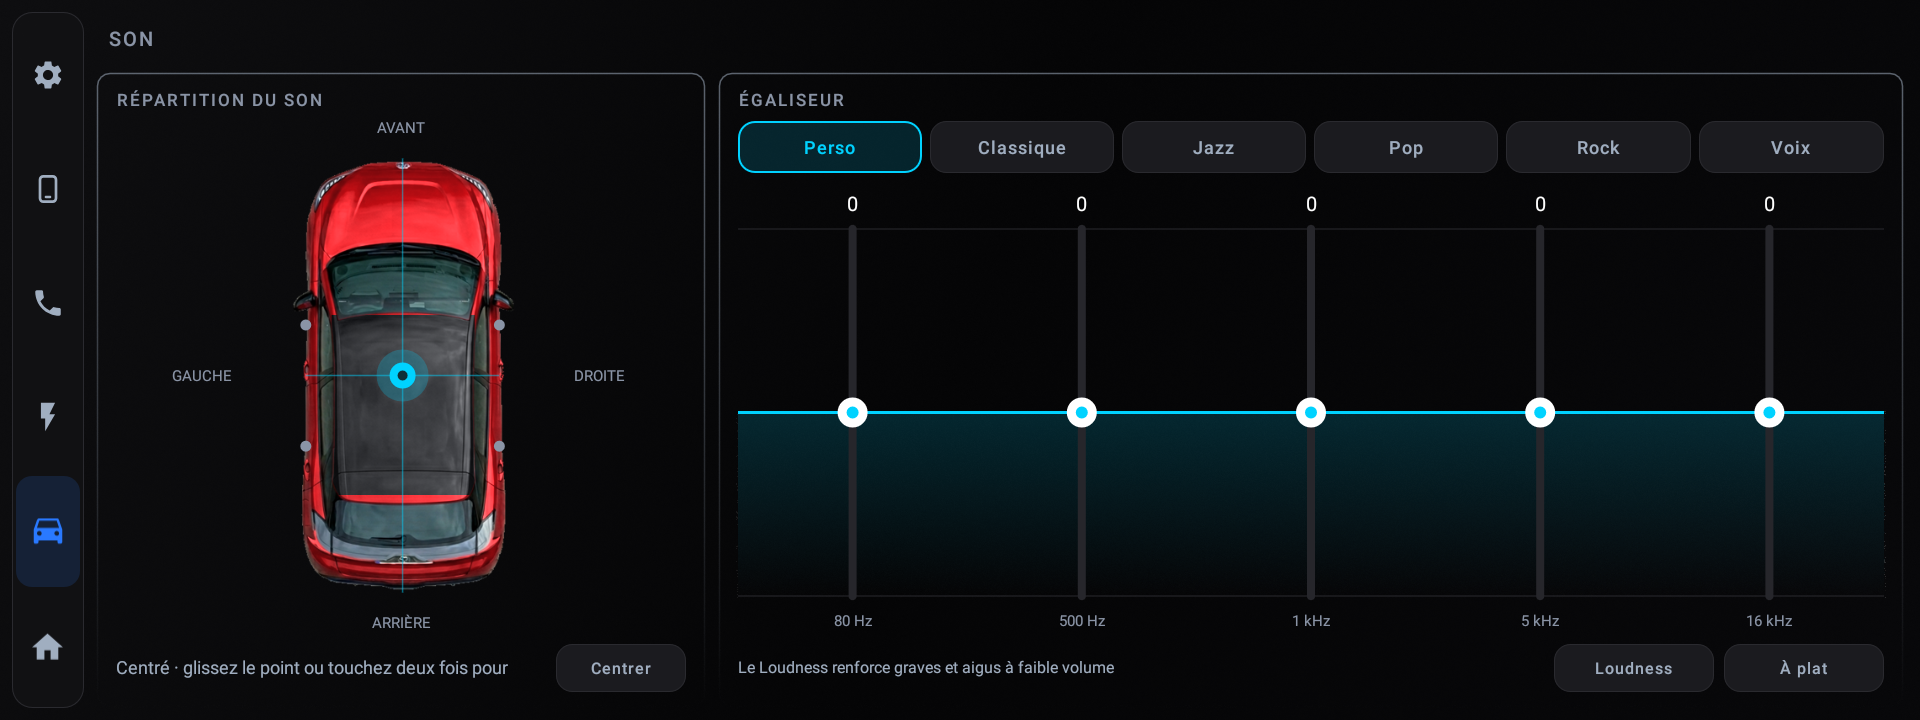 SON
RÉPARTITION DU SON
AVANT
GAUCHE
DROITE
ARRIÈRE
Centré · glissez le point ou touchez deux fois pour
Centrer
ÉGALISEUR
Perso
Classique
Jazz
Pop
Rock
Voix
0 0 0 0 0
80 Hz 500 Hz 1 kHz 5 kHz 16 kHz
Le Loudness renforce graves et aigus à faible volume
Loudness
À plat